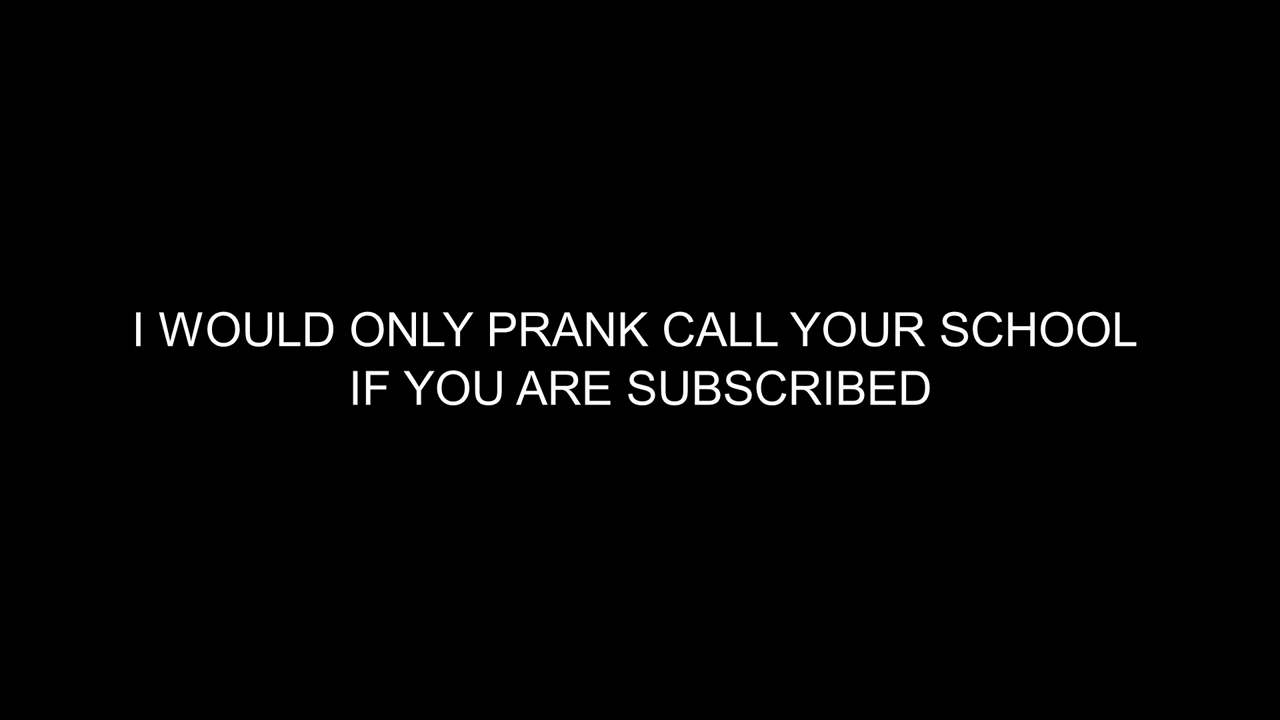 I WOULD ONLY PRANK CALL YOUR SCHOOL
IF YOU ARE SUBSCRIBED